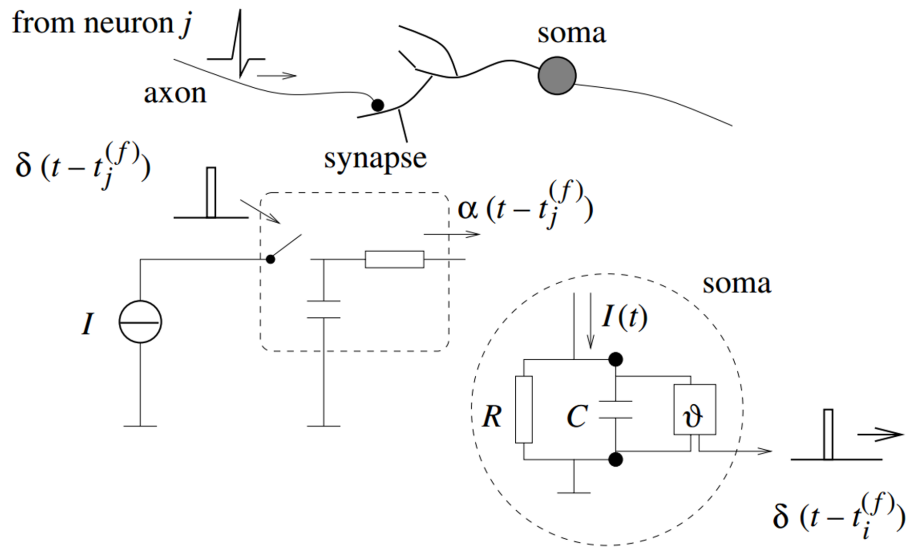 from neuron j
soma
axon
synapse
δ (t – t_j^(f))
α (t – t_j^(f))
soma
I
I(t)
R
C
ϑ
δ (t – t_i^(f))